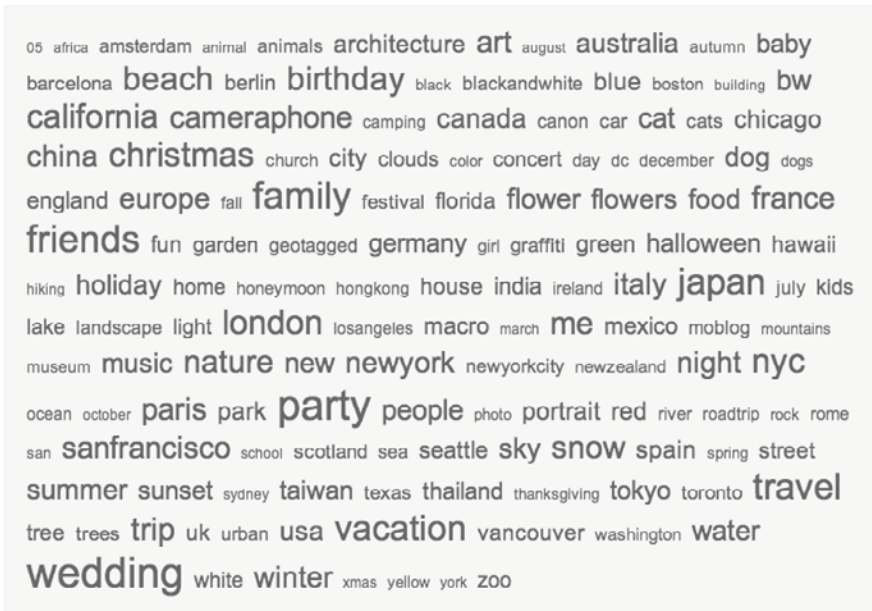 05 africa amsterdam animal animals architecture art august australia autumn baby
barcelona beach berlin birthday black blackandwhite blue boston building bw
california cameraphone camping canada canon car cat cats chicago
china christmas church city clouds color concert day dc december dog dogs
england europe fall family festival florida flower flowers food france
friends fun garden geotagged germany girl graffiti green halloween hawaii
hiking holiday home honeymoon hongkong house india ireland italy japan july kids
lake landscape light london losangeles macro march me mexico moblog mountains
museum music nature new newyork newyorkcity newzealand night nyc
ocean october paris park party people photo portrait red river roadtrip rock rome
san sanfrancisco school scotland sea seattle sky snow spain spring street
summer sunset sydney taiwan texas thailand thanksgiving tokyo toronto travel
tree trees trip uk urban usa vacation vancouver washington water
wedding white winter xmas yellow york zoo